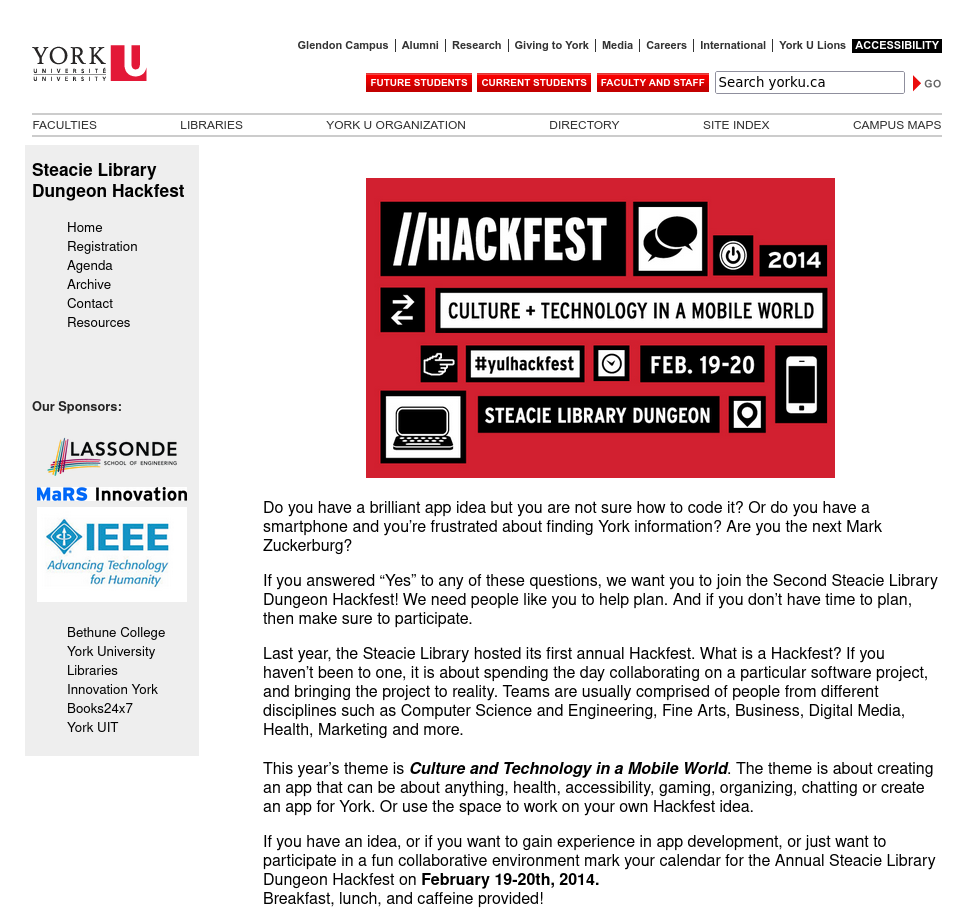 Glendon Campus Alumni Research Giving to York Media Careers International York U Lions ACCESSIBILITY
YORK U
UNIVERSITÉ
UNIVERSITY
FUTURE STUDENTS CURRENT STUDENTS FACULTY AND STAFF Search yorku.ca GO
FACULTIES LIBRARIES YORK U ORGANIZATION DIRECTORY SITE INDEX CAMPUS MAPS
Steacie Library
Dungeon Hackfest
Home
Registration
Agenda
Archive
Contact
Resources
Our Sponsors:
LASSONDE
SCHOOL OF ENGINEERING
MaRS Innovation
IEEE
Advancing Technology
for Humanity
Bethune College
York University
Libraries
Innovation York
Books24x7
York UIT
//HACKFEST
2014
CULTURE + TECHNOLOGY IN A MOBILE WORLD
#yulhackfest FEB. 19-20
STEACIE LIBRARY DUNGEON
Do you have a brilliant app idea but you are not sure how to code it? Or do you have a
smartphone and you’re frustrated about finding York information? Are you the next Mark
Zuckerburg?
If you answered “Yes” to any of these questions, we want you to join the Second Steacie Library
Dungeon Hackfest! We need people like you to help plan. And if you don’t have time to plan,
then make sure to participate.
Last year, the Steacie Library hosted its first annual Hackfest. What is a Hackfest? If you
haven’t been to one, it is about spending the day collaborating on a particular software project,
and bringing the project to reality. Teams are usually comprised of people from different
disciplines such as Computer Science and Engineering, Fine Arts, Business, Digital Media,
Health, Marketing and more.
This year’s theme is Culture and Technology in a Mobile World. The theme is about creating
an app that can be about anything, health, accessibility, gaming, organizing, chatting or create
an app for York. Or use the space to work on your own Hackfest idea.
If you have an idea, or if you want to gain experience in app development, or just want to
participate in a fun collaborative environment mark your calendar for the Annual Steacie Library
Dungeon Hackfest on February 19-20th, 2014.
Breakfast, lunch, and caffeine provided!